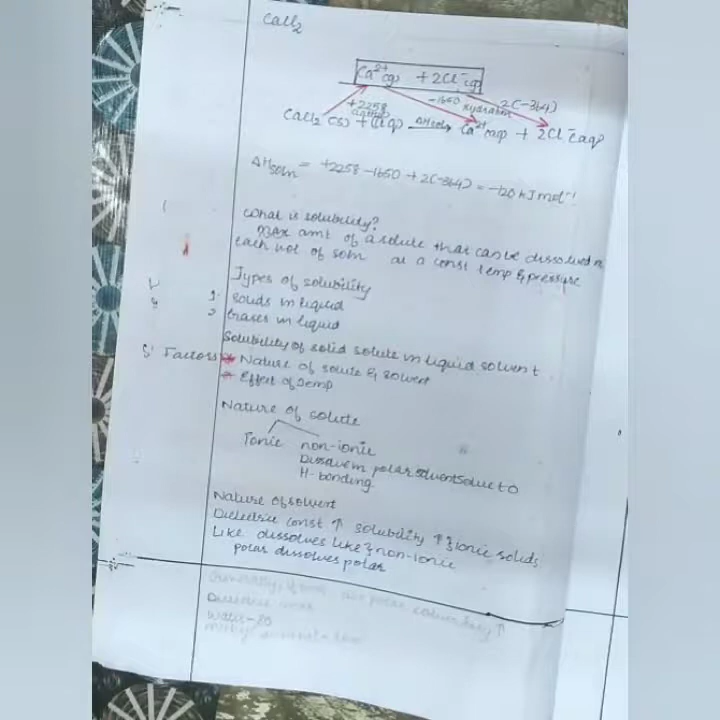 CaCl2
Ca2+(g) + 2Cl-(g)
+2258 -1650 Hydration 2(-364)
CaCl2(s) + (aq) ΔHsoln Ca2+(aq) + 2Cl-(aq)
ΔHsoln = +2258 -1650 + 2(-364) = -120 kJ mol-1
What is solubility?
Max amt of a solute that can be dissolved in
each vol of soln at a const temp & pressure
Types of solubility
1. Solids in liquid
2 Gases in liquid
Solubility of solid solute in liquid solvent
Factors * Nature of solute & solvent
* Effect of temp
Nature of solute
Ionic non-ionic
Dissolve in polar solvents due to
H-bonding
Nature of solvent
Dielectric const ↑ solubility ↑ } Ionic solids
Like dissolves like } non-ionic
polar dissolves polar
Generally, if solubility ↑
Water - 80